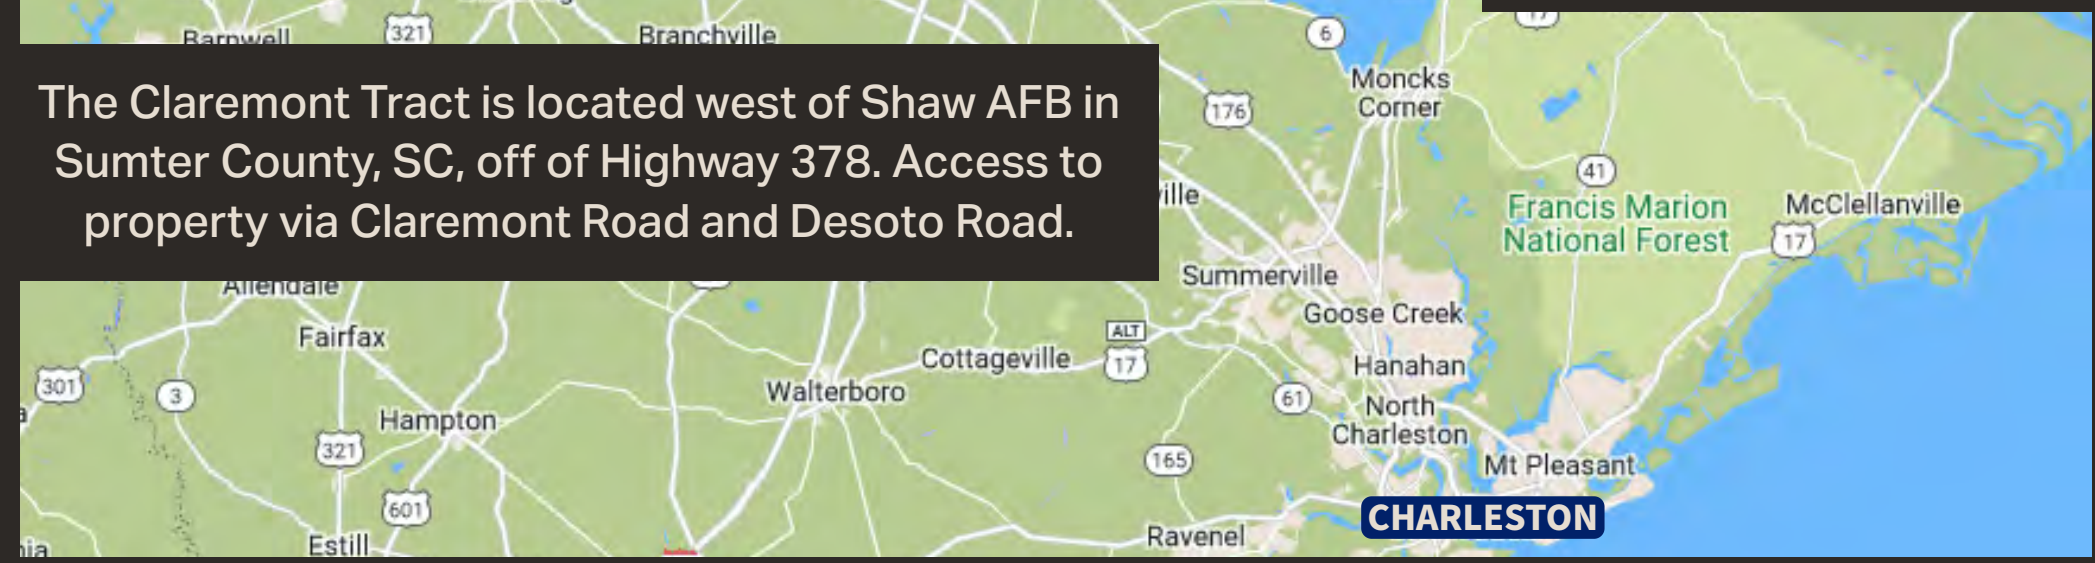 17
Barnwell
321
Branchville
6
Moncks
Corner
The Claremont Tract is located west of Shaw AFB in
Sumter County, SC, off of Highway 378. Access to
property via Claremont Road and Desoto Road.
176
41
ville
Francis Marion
National Forest
McClellanville
17
Summerville
Allendale
Goose Creek
Fairfax
ALT
17
Cottageville
Hanahan
301
3
Walterboro
61
North
Charleston
Hampton
321
165
Mt Pleasant
601
CHARLESTON
Ravenel
Estill
nia